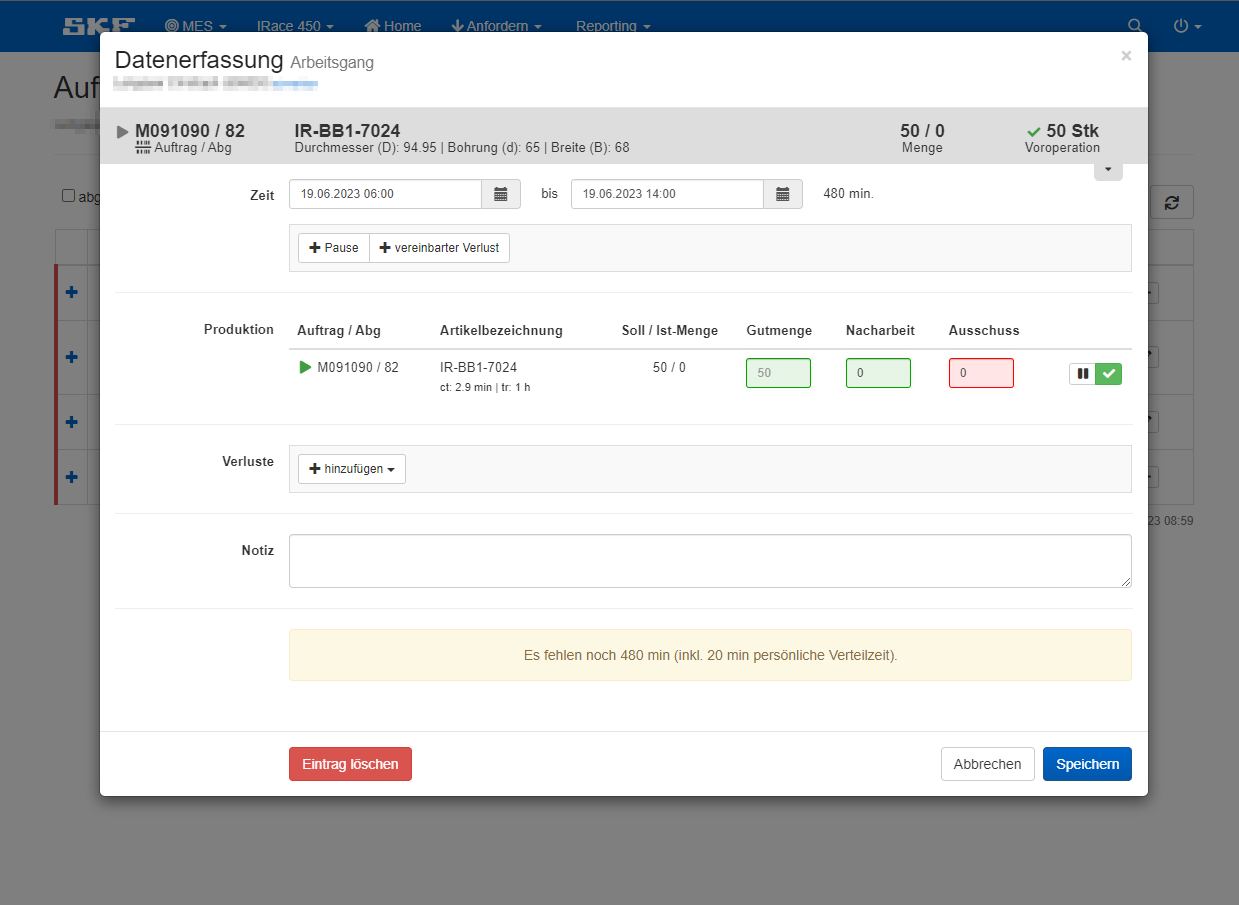 SKF MES IRace 450 Home Anfordern Reporting
Auf
Datenerfassung Arbeitsgang ×
M091090 / 82 IR-BB1-7024 50 / 0 50 Stk
Auftrag / Abg Durchmesser (D): 94.95 | Bohrung (d): 65 | Breite (B): 68 Menge Voroperation
abg Zeit 19.06.2023 06:00 bis 19.06.2023 14:00 480 min.
Pause vereinbarter Verlust
Produktion Auftrag / Abg Artikelbezeichnung Soll / Ist-Menge Gutmenge Nacharbeit Ausschuss
M091090 / 82 IR-BB1-7024 50 / 0 50 0 0
ct: 2.9 min | tr: 1 h
Verluste hinzufügen
23 08:59
Notiz
Es fehlen noch 480 min (inkl. 20 min persönliche Verteilzeit).
Eintrag löschen Abbrechen Speichern